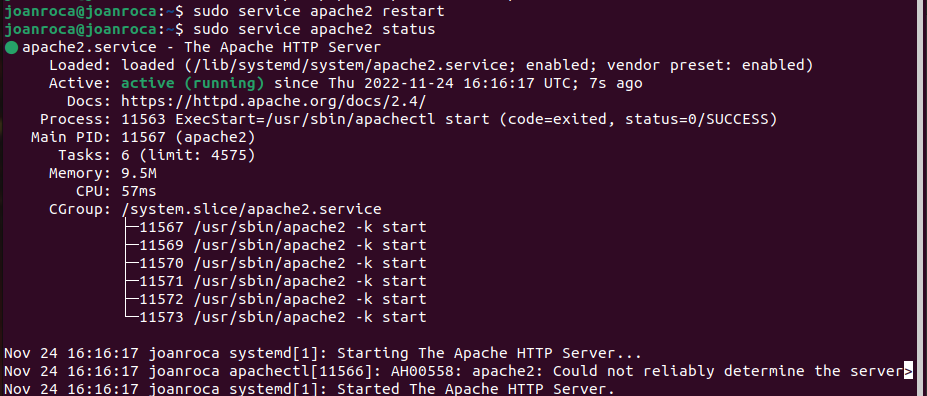 joanroca@joanroca:~$ sudo service apache2 restart
joanroca@joanroca:~$ sudo service apache2 status
● apache2.service - The Apache HTTP Server
     Loaded: loaded (/lib/systemd/system/apache2.service; enabled; vendor preset: enabled)
     Active: active (running) since Thu 2022-11-24 16:16:17 UTC; 7s ago
       Docs: https://httpd.apache.org/docs/2.4/
    Process: 11563 ExecStart=/usr/sbin/apachectl start (code=exited, status=0/SUCCESS)
   Main PID: 11567 (apache2)
      Tasks: 6 (limit: 4575)
     Memory: 9.5M
        CPU: 57ms
     CGroup: /system.slice/apache2.service
             ├─11567 /usr/sbin/apache2 -k start
             ├─11569 /usr/sbin/apache2 -k start
             ├─11570 /usr/sbin/apache2 -k start
             ├─11571 /usr/sbin/apache2 -k start
             ├─11572 /usr/sbin/apache2 -k start
             └─11573 /usr/sbin/apache2 -k start
Nov 24 16:16:17 joanroca systemd[1]: Starting The Apache HTTP Server...
Nov 24 16:16:17 joanroca apachectl[11566]: AH00558: apache2: Could not reliably determine the server>
Nov 24 16:16:17 joanroca systemd[1]: Started The Apache HTTP Server.